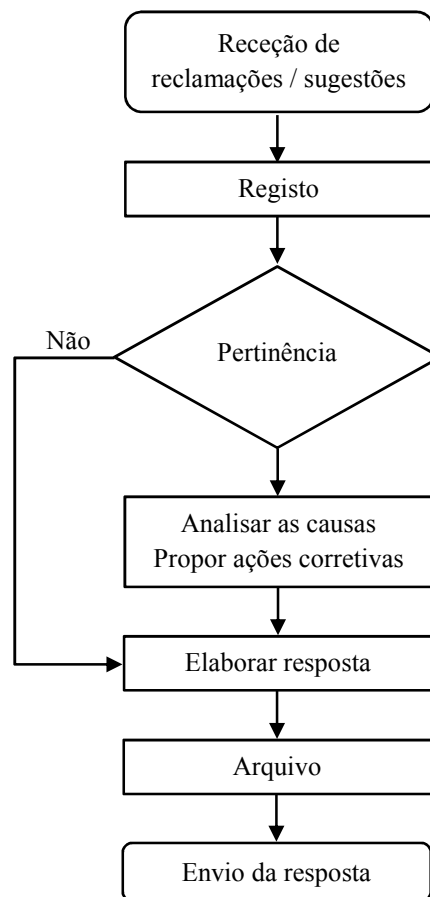 Receção de
reclamações / sugestões
Registo
Não
Pertinência
Analisar as causas
Propor ações corretivas
Elaborar resposta
Arquivo
Envio da resposta